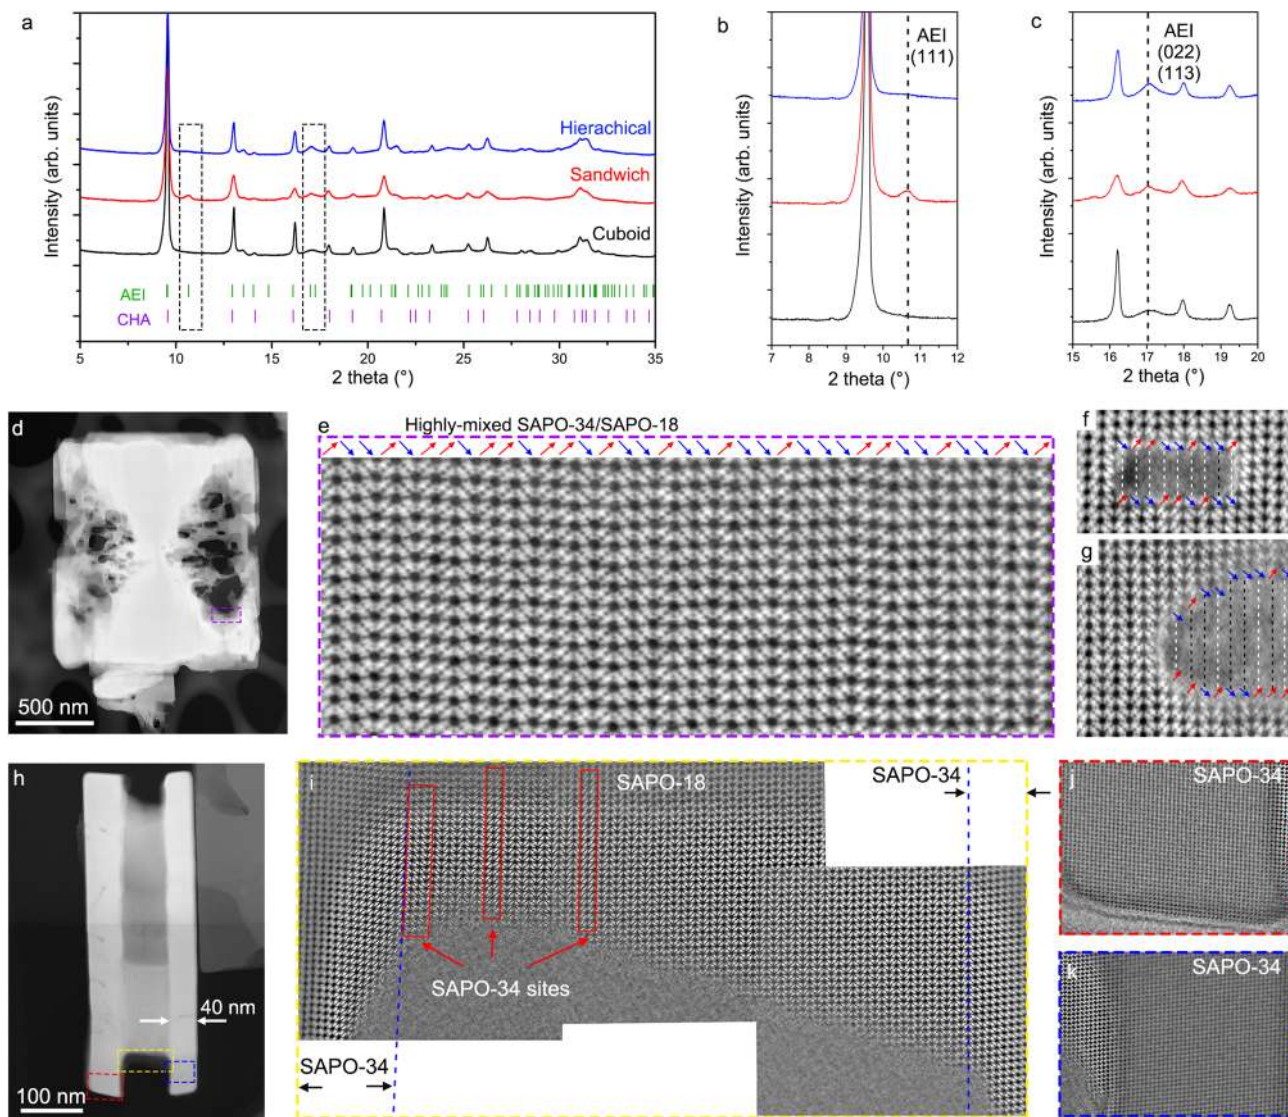 a
Intensity (arb. units)
Hierachical
Sandwich
Cuboid
AEI
CHA
5 10 15 20 25 30 35
2 theta (°)
b
AEI
(111)
Intensity (arb. units)
7 8 9 10 11 12
2 theta (°)
c
AEI
(022)
(113)
Intensity (arb. units)
15 16 17 18 19 20
2 theta (°)
d
500 nm
e
Highly-mixed SAPO-34/SAPO-18
f
g
h
40 nm
100 nm
i
SAPO-18
SAPO-34
SAPO-34 sites
SAPO-34
j
SAPO-34
k
SAPO-34